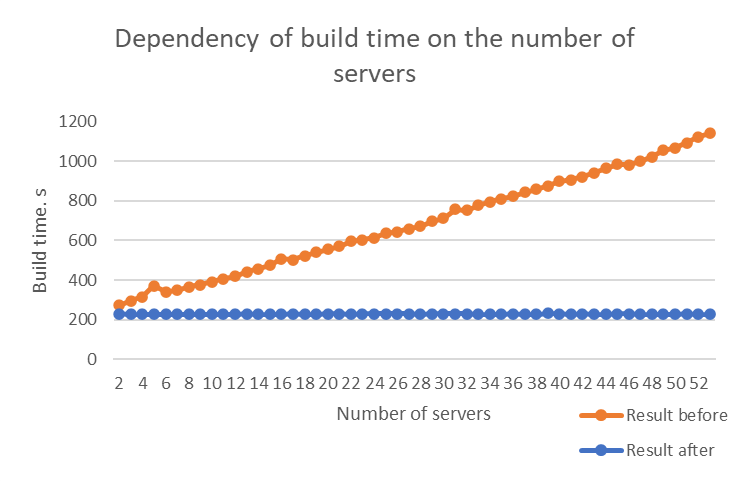 Dependency of build time on the number of
servers
1200
1000
800
600
400
200
0
Build time. s
2 4 6 8 10 12 14 16 18 20 22 24 26 28 30 32 34 36 38 40 42 44 46 48 50 52
Number of servers
Result before
Result after